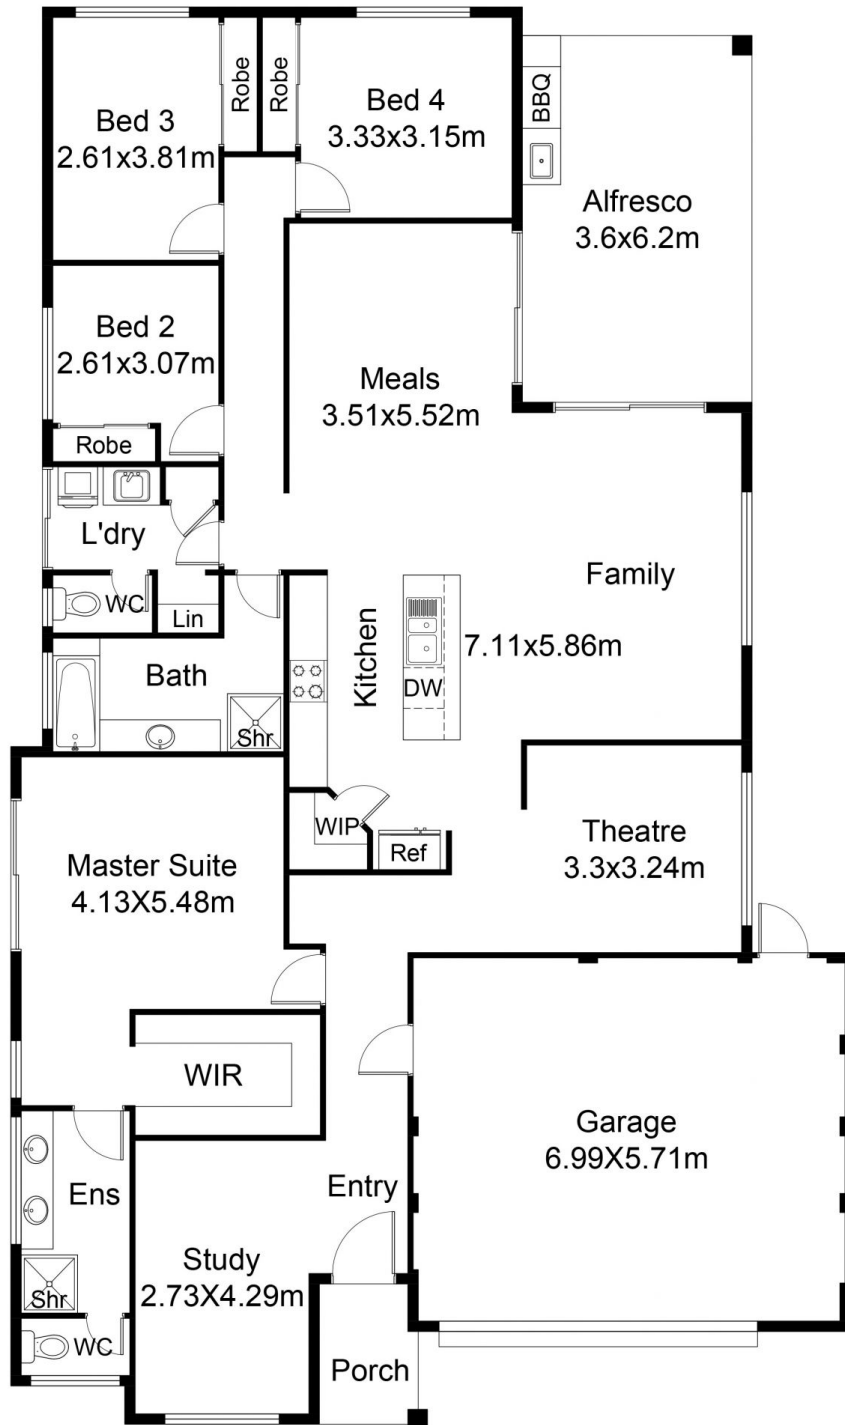 Bed 3
2.61x3.81m
Robe
Robe
Bed 4
3.33x3.15m
BBQ
Alfresco
3.6x6.2m
Bed 2
2.61x3.07m
Robe
Meals
3.51x5.52m
L'dry
WC
Lin
Bath
Shr
Kitchen
DW
Family
7.11x5.86m
WIP
Ref
Theatre
3.3x3.24m
Master Suite
4.13X5.48m
WIR
Ens
Shr
WC
Entry
Study
2.73X4.29m
Porch
Garage
6.99X5.71m